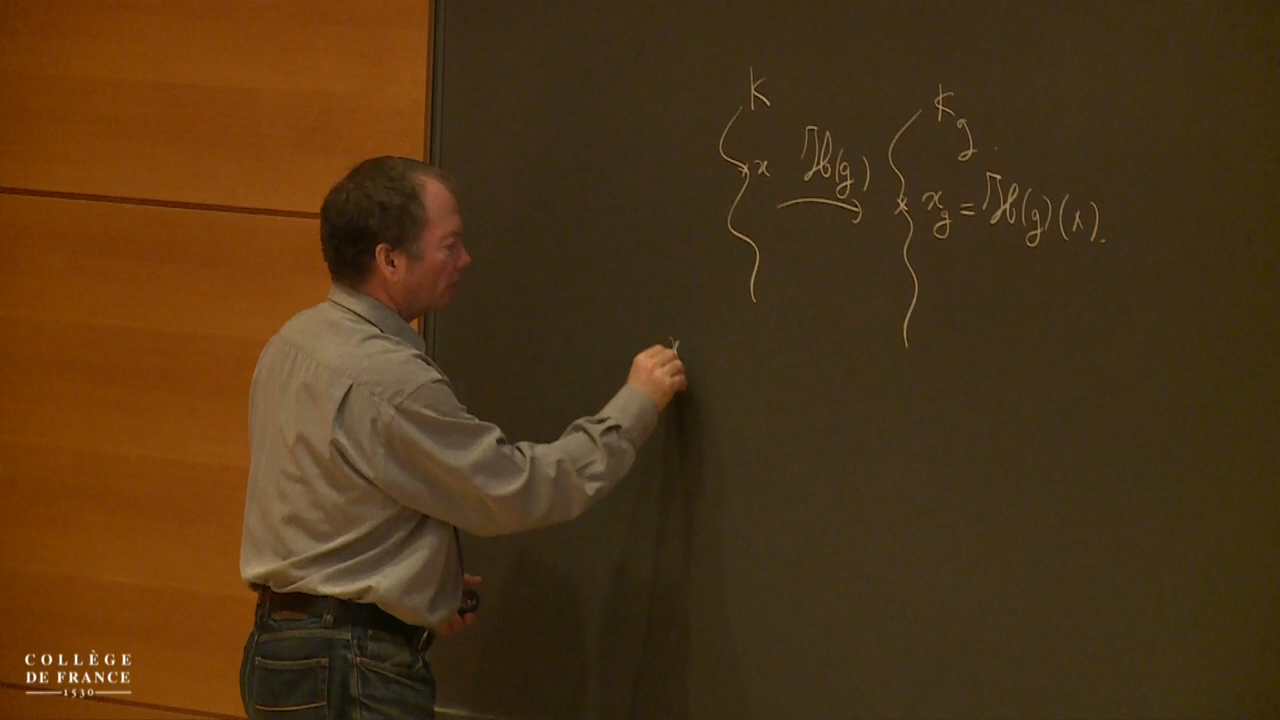 K
K_g.
x
ℋ(g)
x_g = ℋ(g)(x).
COLLÈGE
DE FRANCE
1530